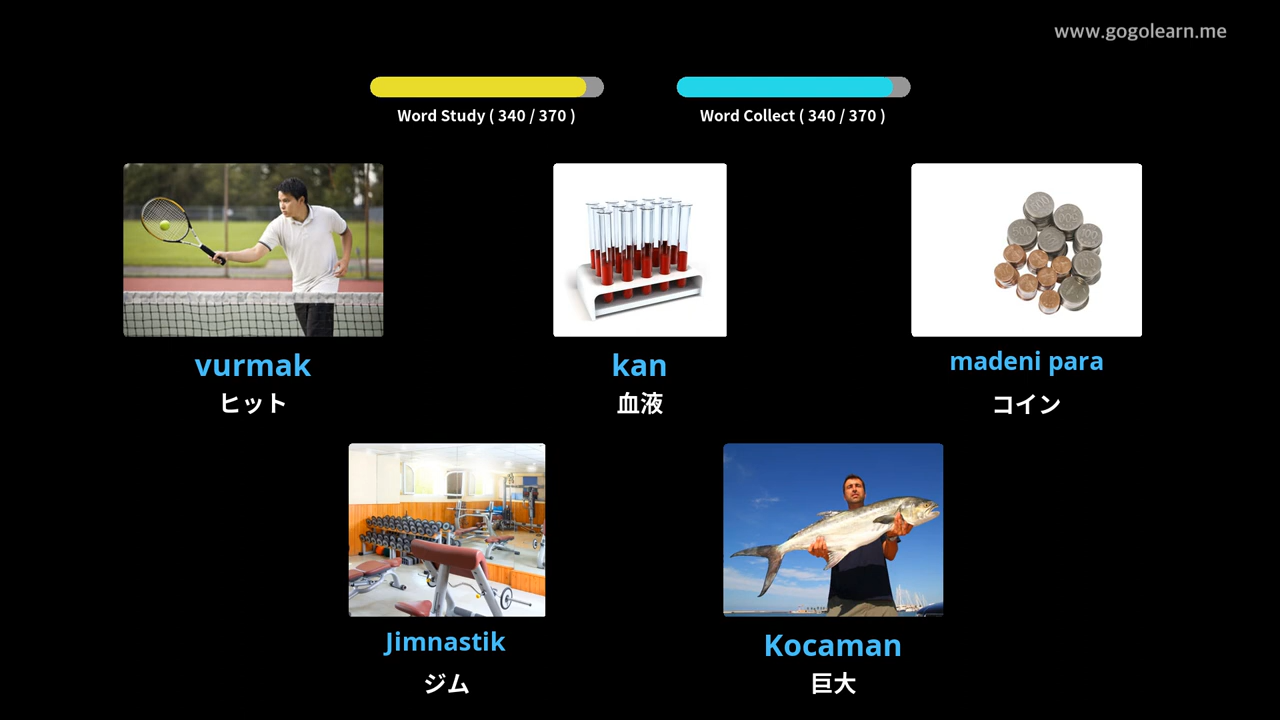 www.gogolearn.me
Word Study ( 340 / 370 )
Word Collect ( 340 / 370 )
vurmak
ヒット
kan
血液
madeni para
コイン
Jimnastik
ジム
Kocaman
巨大